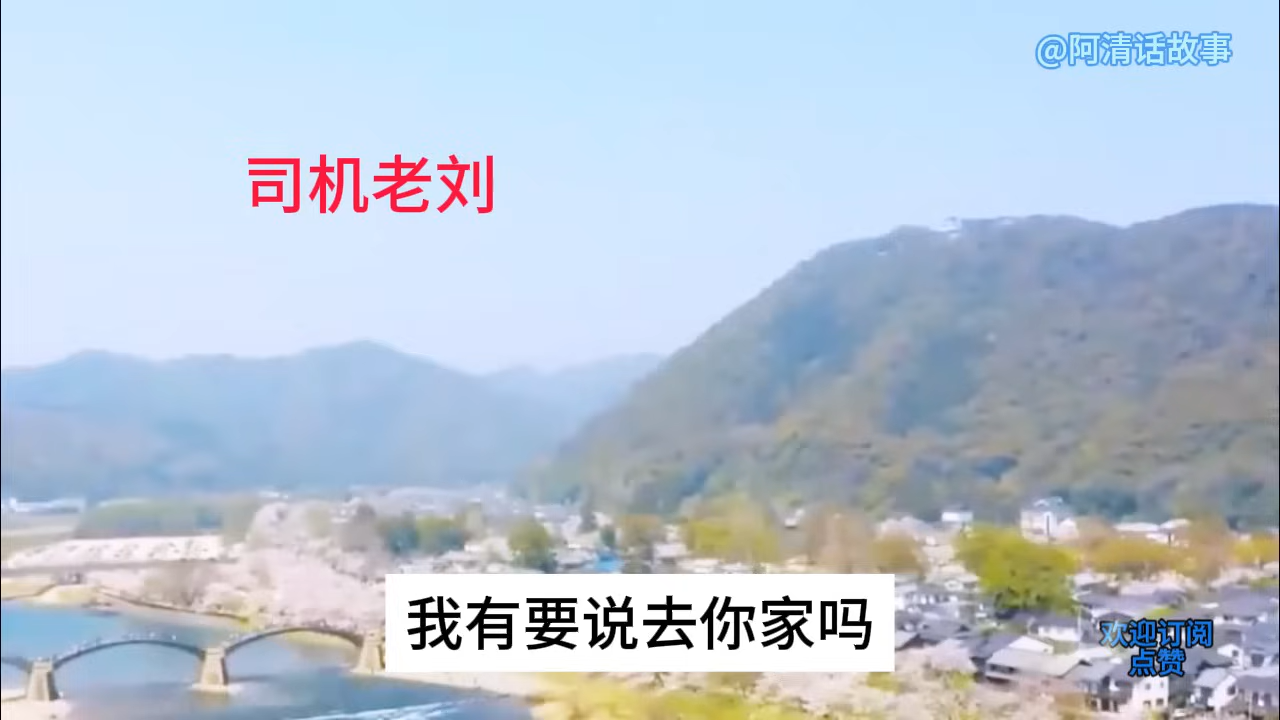 @阿清话故事
司机老刘
我有要说去你家吗
欢迎订阅
点赞